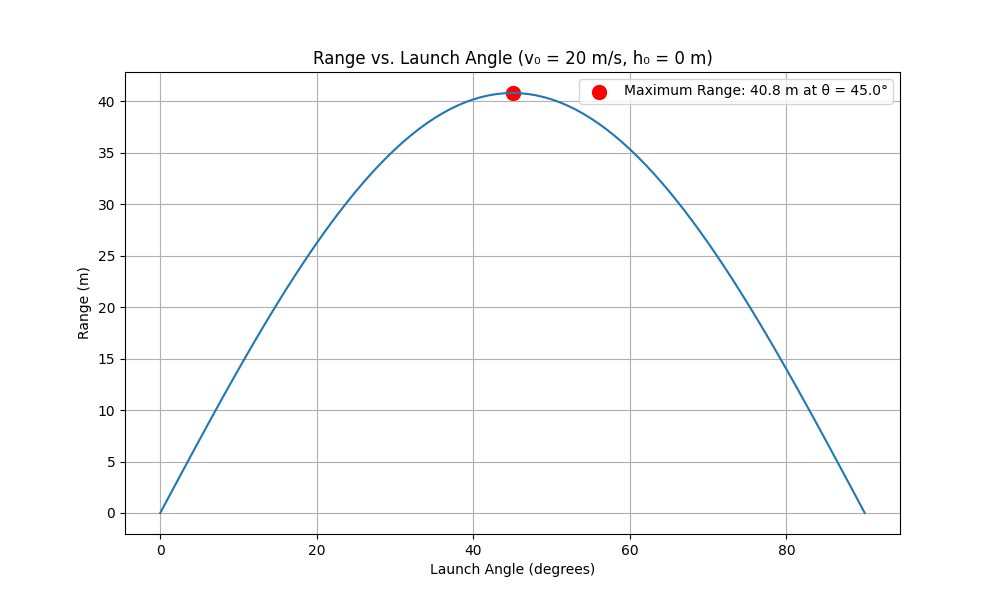 Range vs. Launch Angle (v₀ = 20 m/s, h₀ = 0 m)
Maximum Range: 40.8 m at θ = 45.0°
Range (m)
40
35
30
25
20
15
10
5
0
0 20 40 60 80
Launch Angle (degrees)